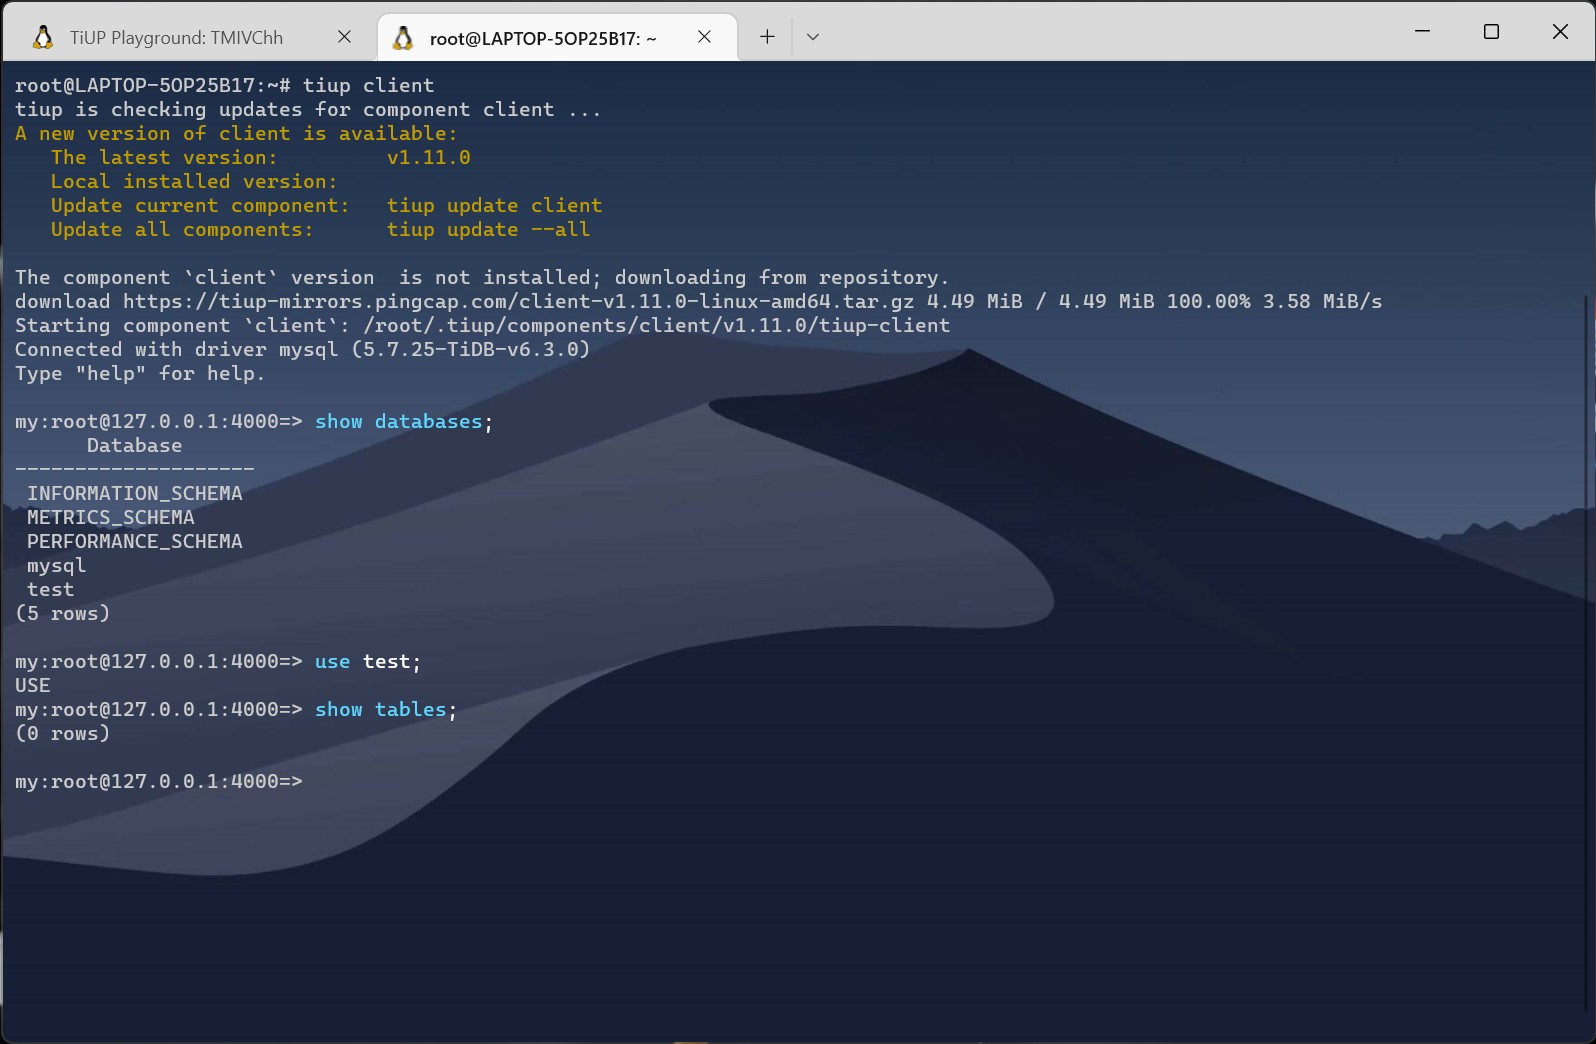 TiUP Playground: TMIVChh
root@LAPTOP-5OP25B17: ~
root@LAPTOP-5OP25B17:~# tiup client
tiup is checking updates for component client ...
A new version of client is available:
   The latest version:         v1.11.0
   Local installed version:
   Update current component:   tiup update client
   Update all components:      tiup update --all
The component `client` version  is not installed; downloading from repository.
download https://tiup-mirrors.pingcap.com/client-v1.11.0-linux-amd64.tar.gz 4.49 MiB / 4.49 MiB 100.00% 3.58 MiB/s
Starting component `client`: /root/.tiup/components/client/v1.11.0/tiup-client
Connected with driver mysql (5.7.25-TiDB-v6.3.0)
Type "help" for help.
my:root@127.0.0.1:4000=> show databases;
      Database
--------------------
 INFORMATION_SCHEMA
 METRICS_SCHEMA
 PERFORMANCE_SCHEMA
 mysql
 test
(5 rows)
my:root@127.0.0.1:4000=> use test;
USE
my:root@127.0.0.1:4000=> show tables;
(0 rows)
my:root@127.0.0.1:4000=>